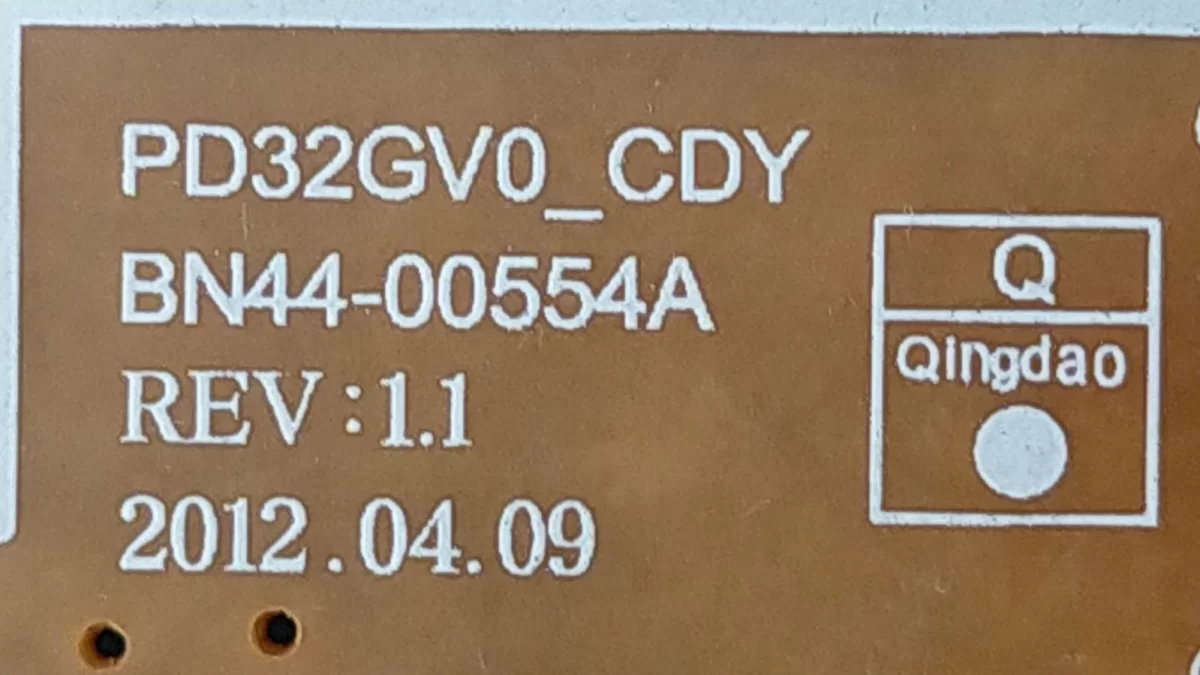 PD32GV0_CDY
BN44-00554A
REV:1.1
2012.04.09
Q
Qingdao